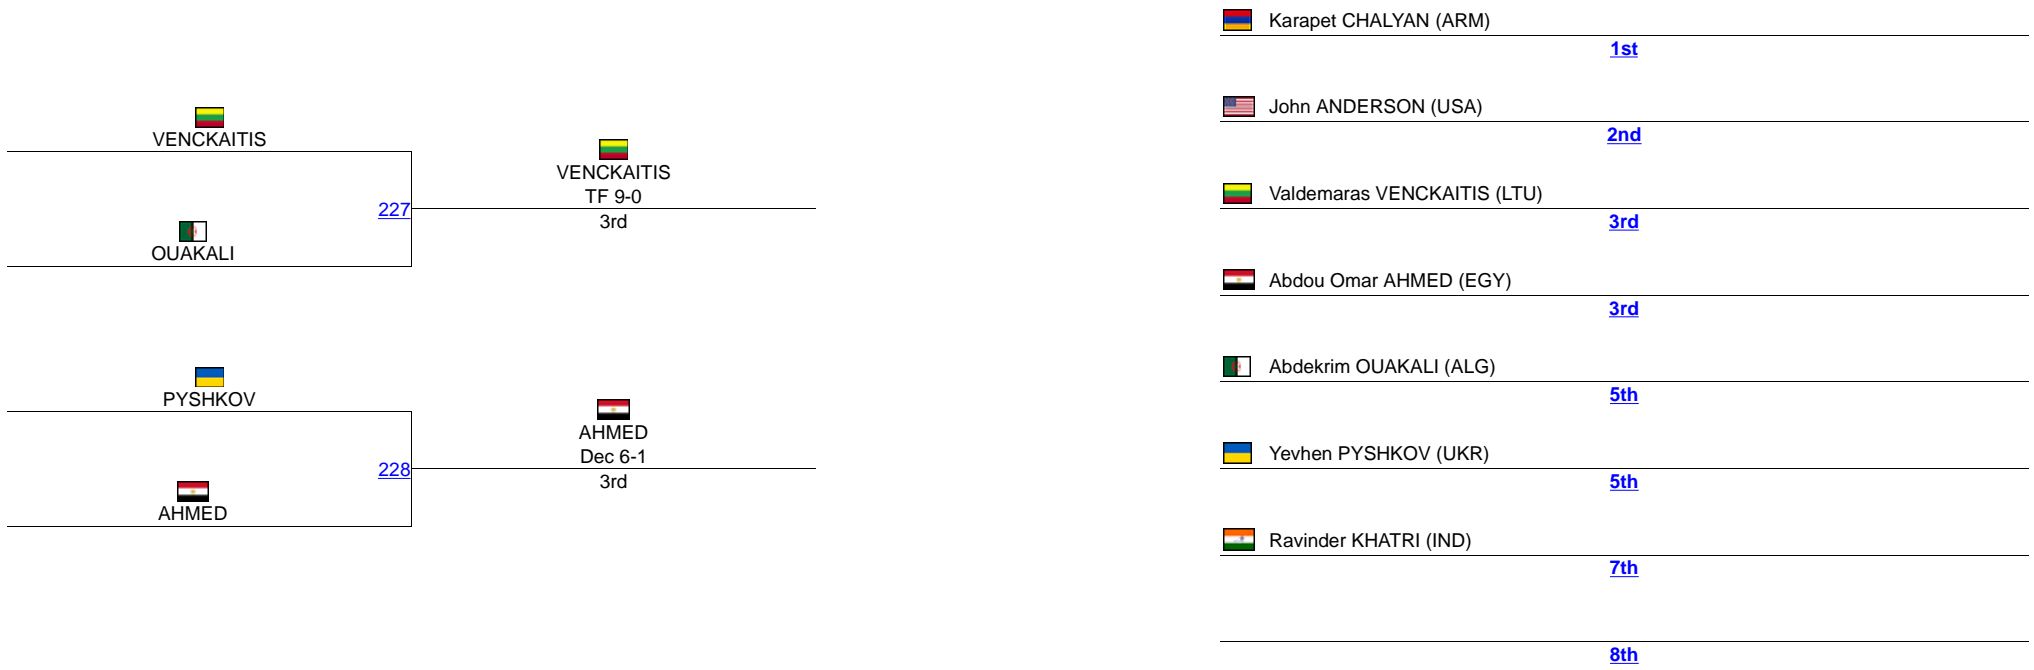 VENCKAITIS
OUAKALI
227
VENCKAITIS
TF 9-0
3rd
PYSHKOV
AHMED
228
AHMED
Dec 6-1
3rd
Karapet CHALYAN (ARM)
1st
John ANDERSON (USA)
2nd
Valdemaras VENCKAITIS (LTU)
3rd
Abdou Omar AHMED (EGY)
3rd
Abdekrim OUAKALI (ALG)
5th
Yevhen PYSHKOV (UKR)
5th
Ravinder KHATRI (IND)
7th
8th